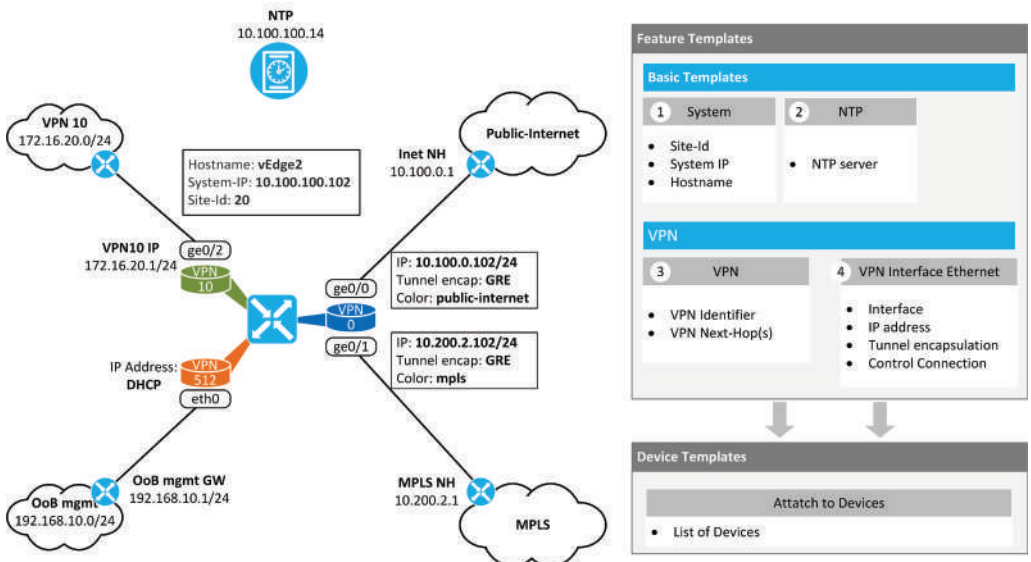 NTP
10.100.100.14
VPN 10
172.16.20.0/24
Hostname: vEdge2
System-IP: 10.100.100.102
Site-Id: 20
Public-Internet
Inet NH
10.100.0.1
VPN10 IP
172.16.20.1/24
ge0/2
VPN
10
IP: 10.100.0.102/24
Tunnel encap: GRE
Color: public-internet
ge0/0
VPN
0
ge0/1
IP: 10.200.2.102/24
Tunnel encap: GRE
Color: mpls
IP Address:
DHCP
VPN
512
eth0
OoB mgmt GW
192.168.10.1/24
OoB mgmt
192.168.10.0/24
MPLS NH
10.200.2.1
MPLS
Feature Templates
Basic Templates
1 System
• Site-Id
• System IP
• Hostname
2 NTP
• NTP server
VPN
3 VPN
• VPN Identifier
• VPN Next-Hop(s)
4 VPN Interface Ethernet
• Interface
• IP address
• Tunnel encapsulation
• Control Connection
Device Templates
Attatch to Devices
• List of Devices